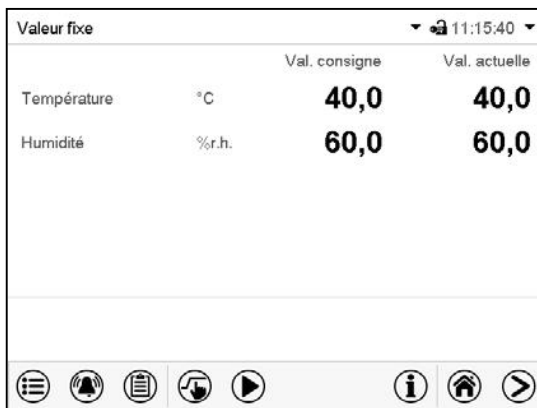 Valeur fixe 11:15:40
Val. consigne Val. actuelle
Température °C 40,0 40,0
Humidité %r.h. 60,0 60,0